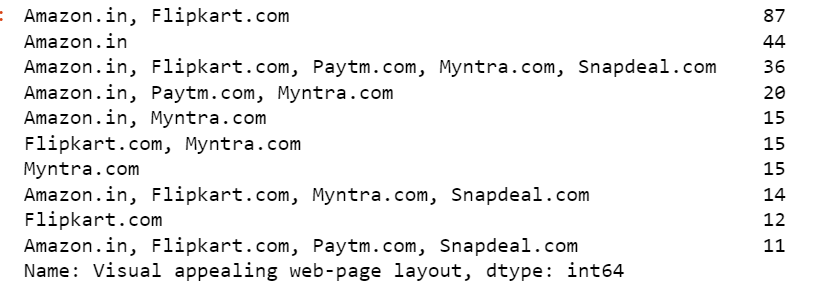 Amazon.in, Flipkart.com 87
Amazon.in 44
Amazon.in, Flipkart.com, Paytm.com, Myntra.com, Snapdeal.com 36
Amazon.in, Paytm.com, Myntra.com 20
Amazon.in, Myntra.com 15
Flipkart.com, Myntra.com 15
Myntra.com 15
Amazon.in, Flipkart.com, Myntra.com, Snapdeal.com 14
Flipkart.com 12
Amazon.in, Flipkart.com, Paytm.com, Snapdeal.com 11
Name: Visual appealing web-page layout, dtype: int64